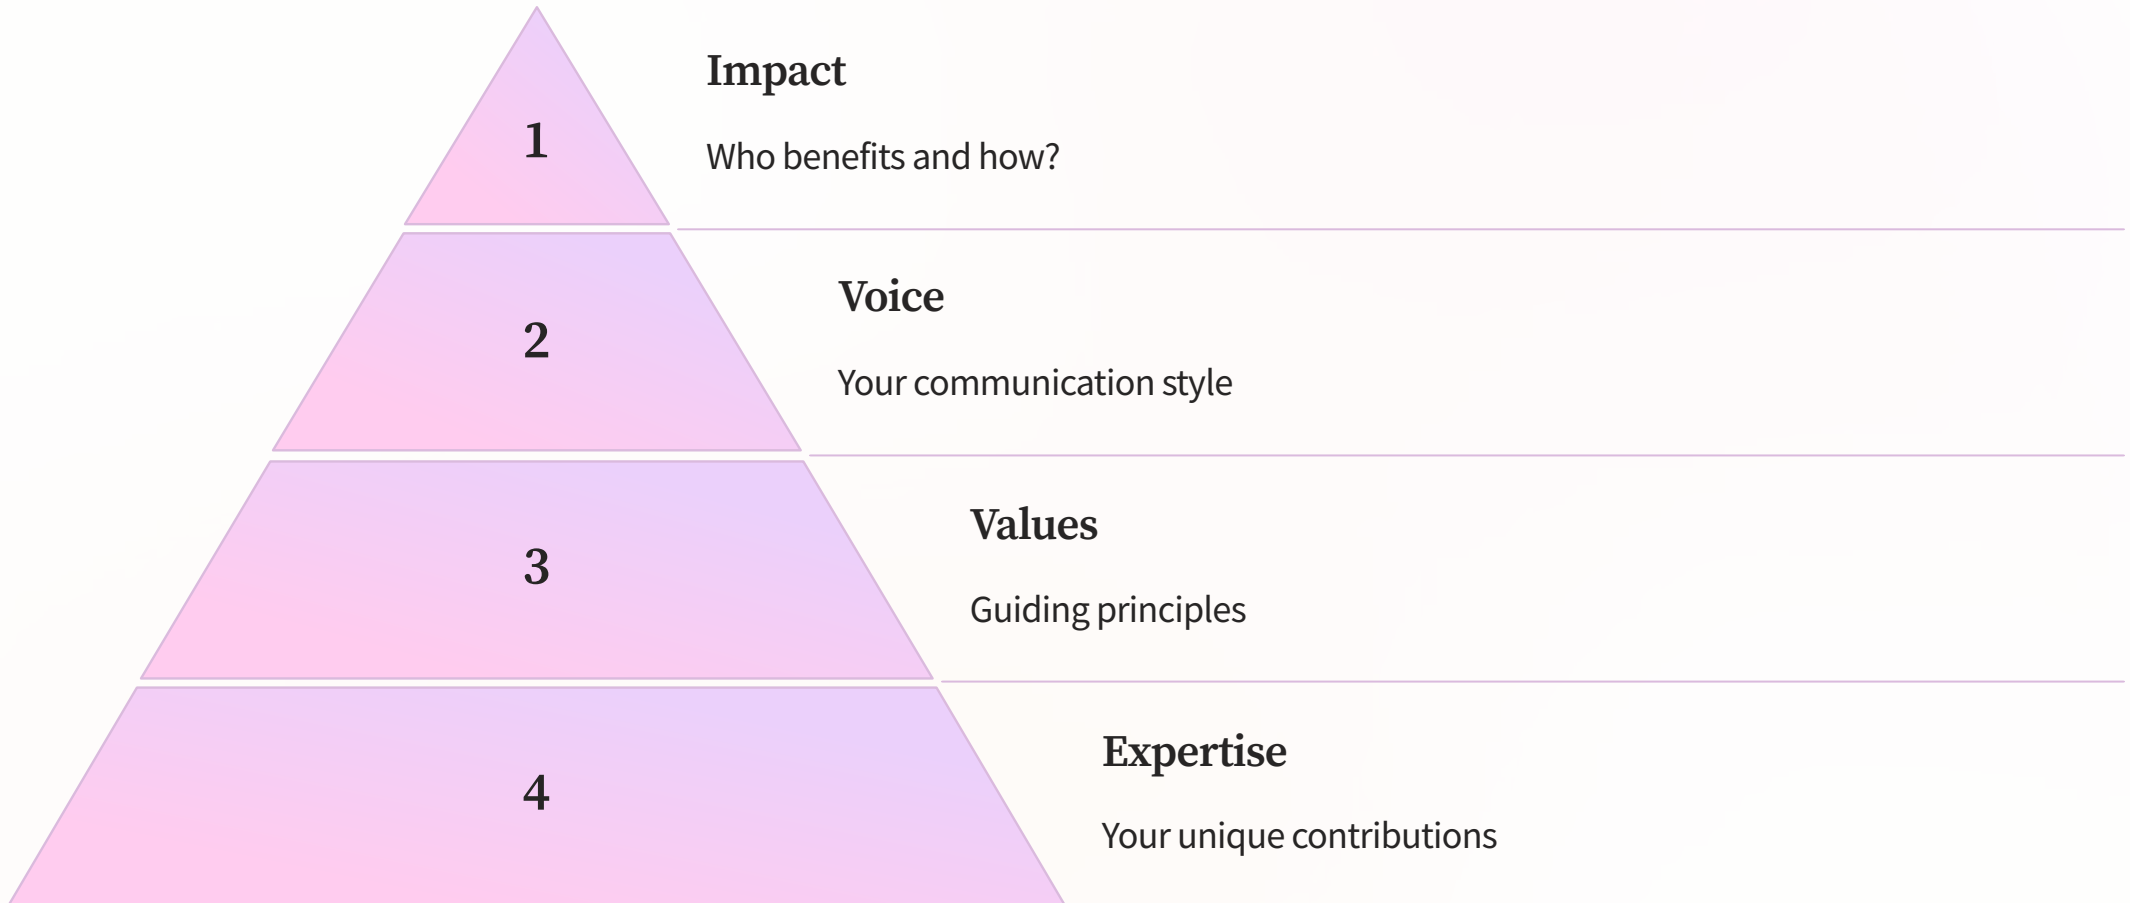 1
Impact
Who benefits and how?
2
Voice
Your communication style
3
Values
Guiding principles
4
Expertise
Your unique contributions